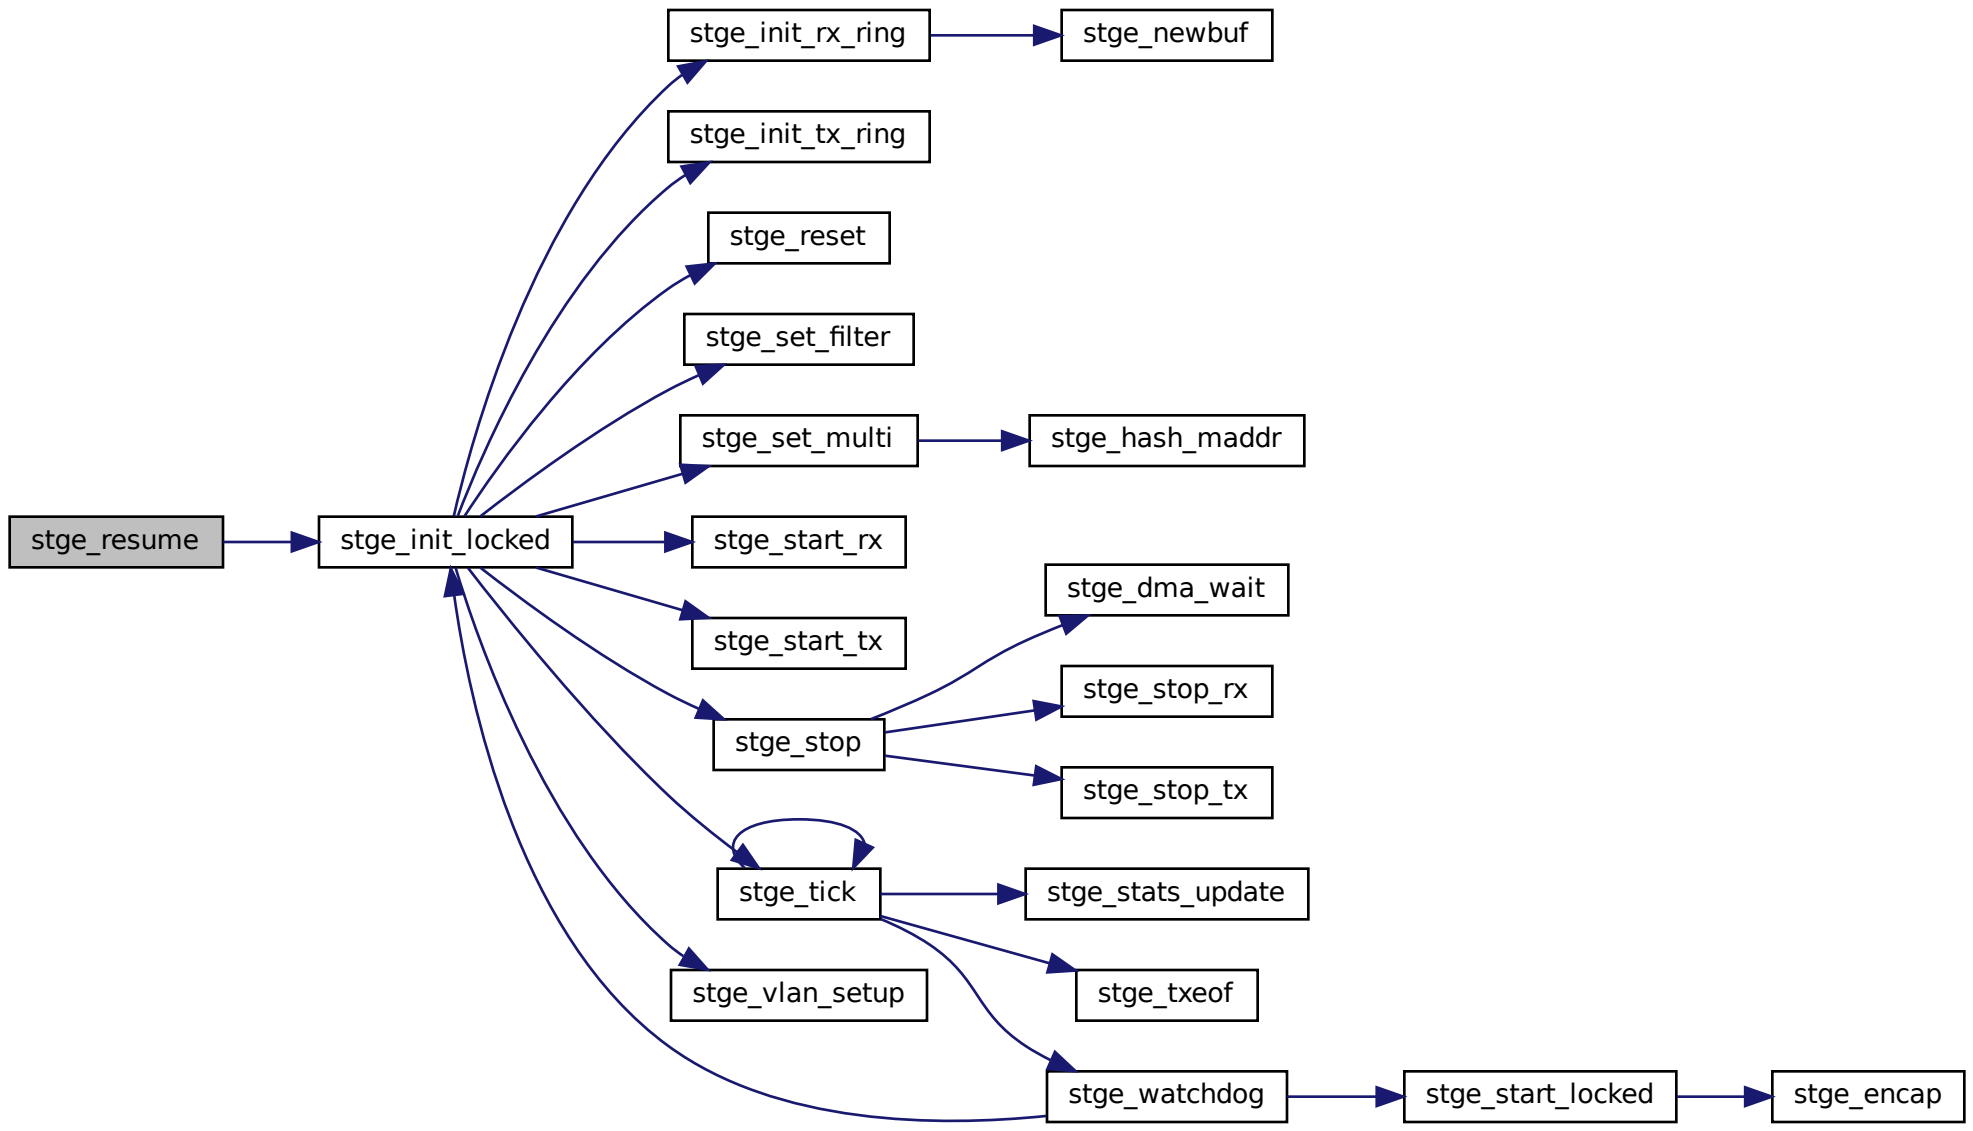 stge_init_rx_ring
stge_newbuf
stge_init_tx_ring
stge_reset
stge_set_filter
stge_set_multi
stge_hash_maddr
stge_resume
stge_init_locked
stge_start_rx
stge_dma_wait
stge_start_tx
stge_stop_rx
stge_stop
stge_stop_tx
stge_tick
stge_stats_update
stge_vlan_setup
stge_txeof
stge_watchdog
stge_start_locked
stge_encap